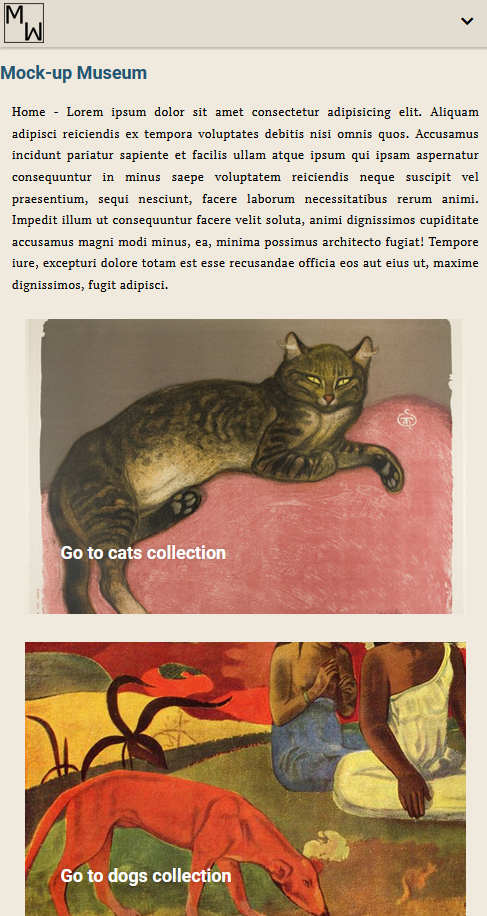 M
W
Mock-up Museum
Home - Lorem ipsum dolor sit amet consectetur adipisicing elit. Aliquam
adipisci reiciendis ex tempora voluptates debitis nisi omnis quos. Accusamus
incidunt pariatur sapiente et facilis ullam atque ipsum qui ipsam aspernatur
consequuntur in minus saepe voluptatem reiciendis neque suscipit vel
praesentium, sequi nesciunt, facere laborum necessitatibus rerum animi.
Impedit illum ut consequuntur facere velit soluta, animi dignissimos cupiditate
accusamus magni modi minus, ea, minima possimus architecto fugiat! Tempore
iure, excepturi dolore totam est esse recusandae officia eos aut eius ut, maxime
dignissimos, fugit adipisci.
Go to cats collection
Go to dogs collection